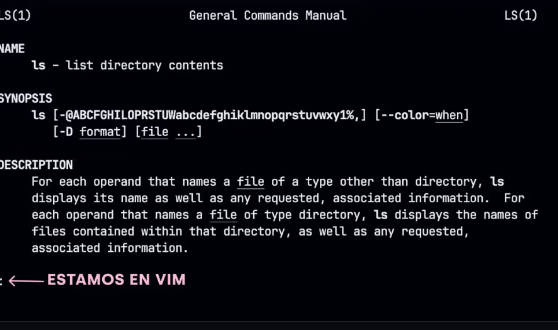 LS(1) General Commands Manual LS(1)
NAME
ls – list directory contents
SYNOPSIS
ls [-@ABCFGHILOPRSTUWabcdefghiklmnopqrstuvwxy1%,] [--color=when]
[-D format] [file ...]
DESCRIPTION
For each operand that names a file of a type other than directory, ls
displays its name as well as any requested, associated information. For
each operand that names a file of type directory, ls displays the names of
files contained within that directory, as well as any requested,
associated information.
: ESTAMOS EN VIM